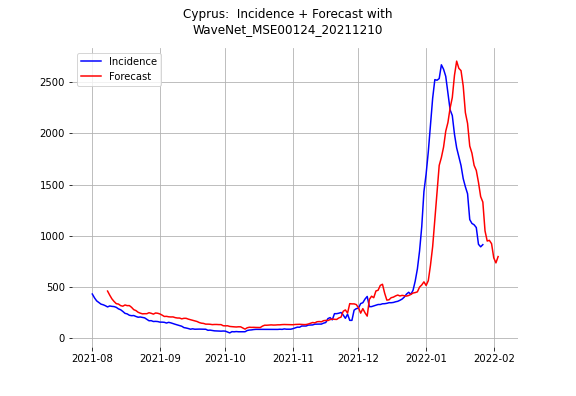 Cyprus:  Incidence + Forecast with
WaveNet_MSE00124_20211210
Incidence
Forecast
2500
2000
1500
1000
500
0
2021-08 2021-09 2021-10 2021-11 2021-12 2022-01 2022-02